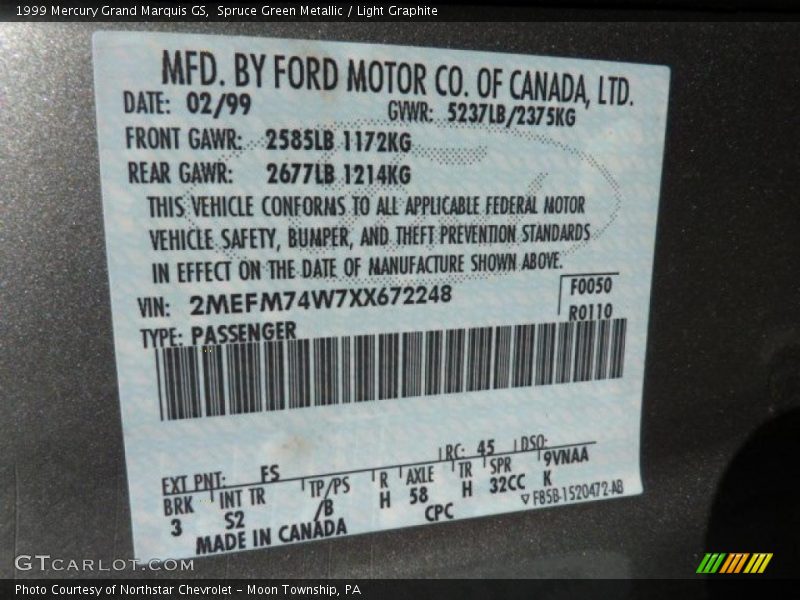 1999 Mercury Grand Marquis GS, Spruce Green Metallic / Light Graphite
MFD. BY FORD MOTOR CO. OF CANADA, LTD.
DATE: 02/99 GVWR: 5237LB/2375KG
FRONT GAWR: 2585LB 1172KG
REAR GAWR: 2677LB 1214KG
THIS VEHICLE CONFORMS TO ALL APPLICABLE FEDERAL MOTOR
VEHICLE SAFETY, BUMPER, AND THEFT PREVENTION STANDARDS
IN EFFECT ON THE DATE OF MANUFACTURE SHOWN ABOVE.
VIN: 2MEFM74W7XX672248 F0050
TYPE: PASSENGER R0110
EXT PNT: FS RC: 45 DSO:
BRK INT TR TP/PS R AXLE TR SPR 9VNAA
3 S2 /B H 58 H 32CC K
MADE IN CANADA CPC F85B-1520472-AB
GTCARLOT.COM
Photo Courtesy of Northstar Chevrolet - Moon Township, PA